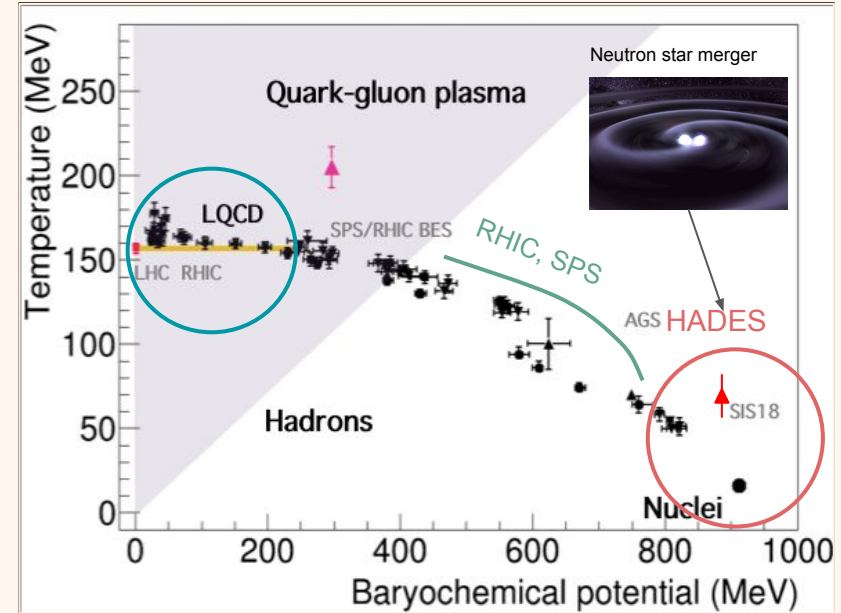 Temperature (MeV)
250
200
150
100
50
0
Neutron star merger
Quark-gluon plasma
LQCD
SPS/RHIC BES
RHIC, SPS
LHC RHIC
AGS HADES
SIS18
Hadrons
Nuclei
0 200 400 600 800 1000
Baryochemical potential (MeV)